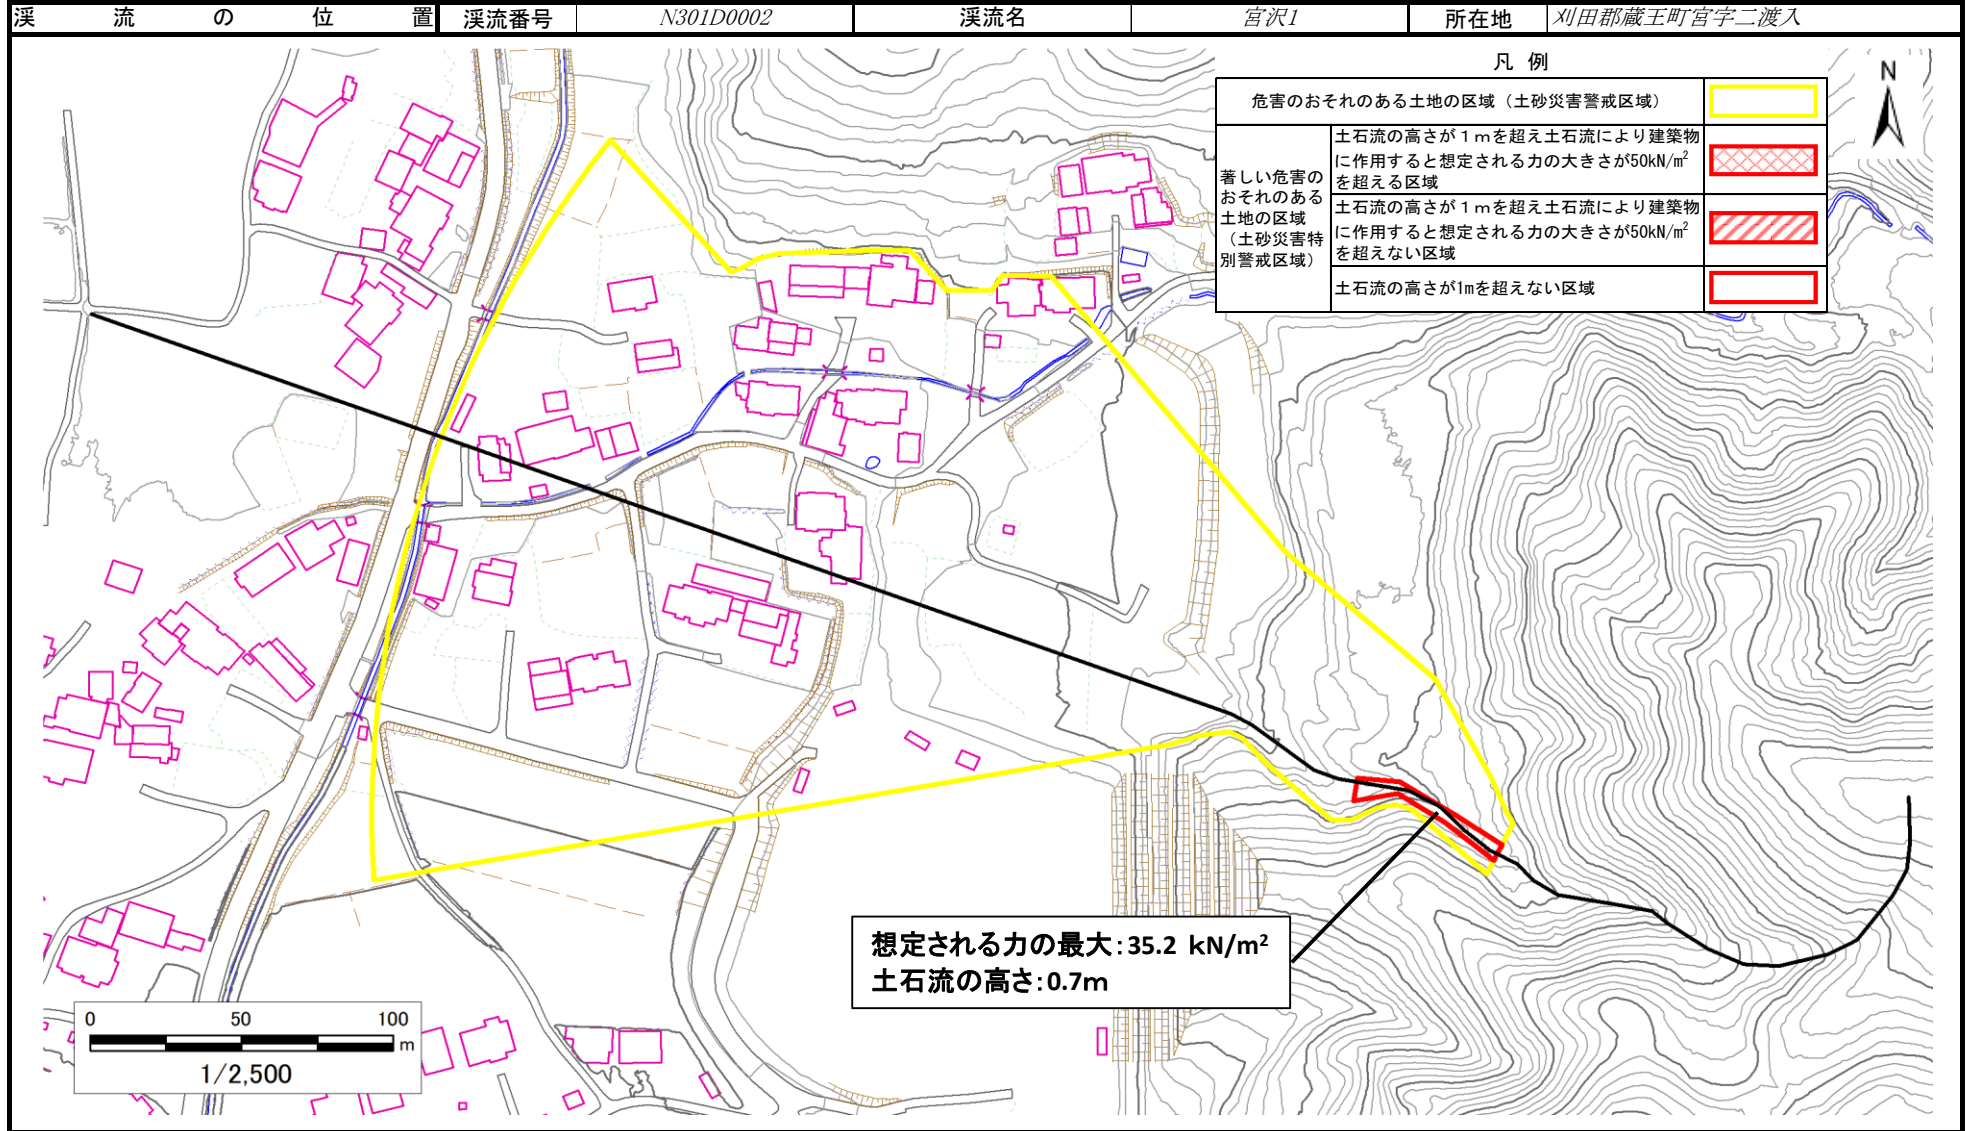 渓流の位置 渓流番号 N301D0002 渓流名 宮沢1 所在地 刈田郡蔵王町宮字二渡入
凡 例
危害のおそれのある土地の区域（土砂災害警戒区域）
著しい危害の
おそれのある
土地の区域
（土砂災害特
別警戒区域）
土石流の高さが１ｍを超え土石流により建築物
に作用すると想定される力の大きさが50kN/m²
を超える区域
土石流の高さが１ｍを超え土石流により建築物
に作用すると想定される力の大きさが50kN/m²
を超えない区域
土石流の高さが1mを超えない区域
N
想定される力の最大：35.2 kN/m²
土石流の高さ：0.7m
0 50 100
m
1/2,500